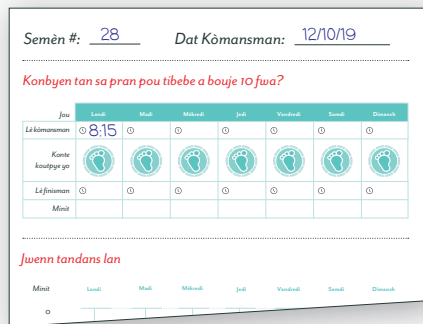 Semèn #: 28 Dat Kòmansman: 12/10/19
Konbyen tan sa pran pou tibebe a bouje 10 fwa?
Jou Lendi Madi Mèkredi Jedi Vandredi Samdi Dimanch
Lè kòmansman 8:15
Konte
koutpye yo
Lè finisman
Minit
Jwenn tandans lan
Minit Lendi Madi Mèkredi Jedi Vandredi Samdi Dimanch
0